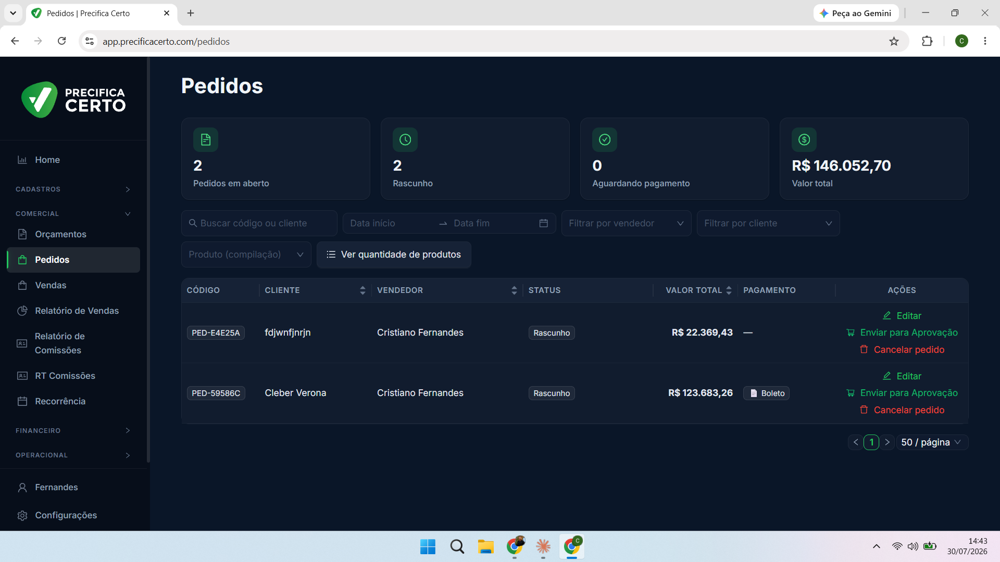 Pedidos | Precifica Certo
Peça ao Gemini
app.precificacerto.com/pedidos
C
PRECIFICA
CERTO
Home
CADASTROS
COMERCIAL
Orçamentos
Pedidos
Vendas
Relatório de Vendas
Relatório de
Comissões
RT Comissões
Recorrência
FINANCEIRO
OPERACIONAL
Fernandes
Configurações
Pedidos
2
Pedidos em aberto
2
Rascunho
0
Aguardando pagamento
R$ 146.052,70
Valor total
Buscar código ou cliente
Data início
Data fim
Filtrar por vendedor
Filtrar por cliente
Produto (compilação)
Ver quantidade de produtos
CÓDIGO CLIENTE VENDEDOR STATUS VALOR TOTAL PAGAMENTO AÇÕES
PED-E4E25A fdjwnfjnrjn Cristiano Fernandes Rascunho R$ 22.369,43 —
Editar
Enviar para Aprovação
Cancelar pedido
PED-59586C Cleber Verona Cristiano Fernandes Rascunho R$ 123.683,26 Boleto
Editar
Enviar para Aprovação
Cancelar pedido
1
50 / página
C
14:43
30/07/2026